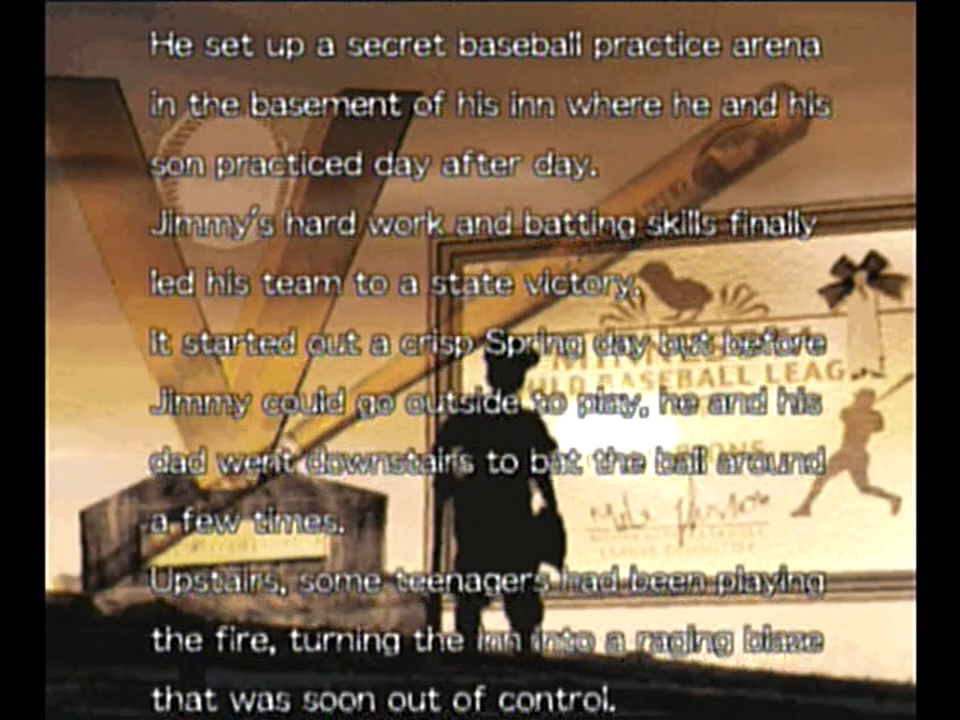 He set up a secret baseball practice arena
in the basement of his inn where he and his
son practiced day after day.
Jimmy's hard work and batting skills finally
led his team to a state victory.
It started out a crisp Spring day but before
Jimmy could go outside to play, he and his
dad went downstairs to bat the ball around
a few times.
Upstairs, some teenagers had been playing
the fire, turning the inn into a raging blaze
that was soon out of control.
BASEBALL LEAG